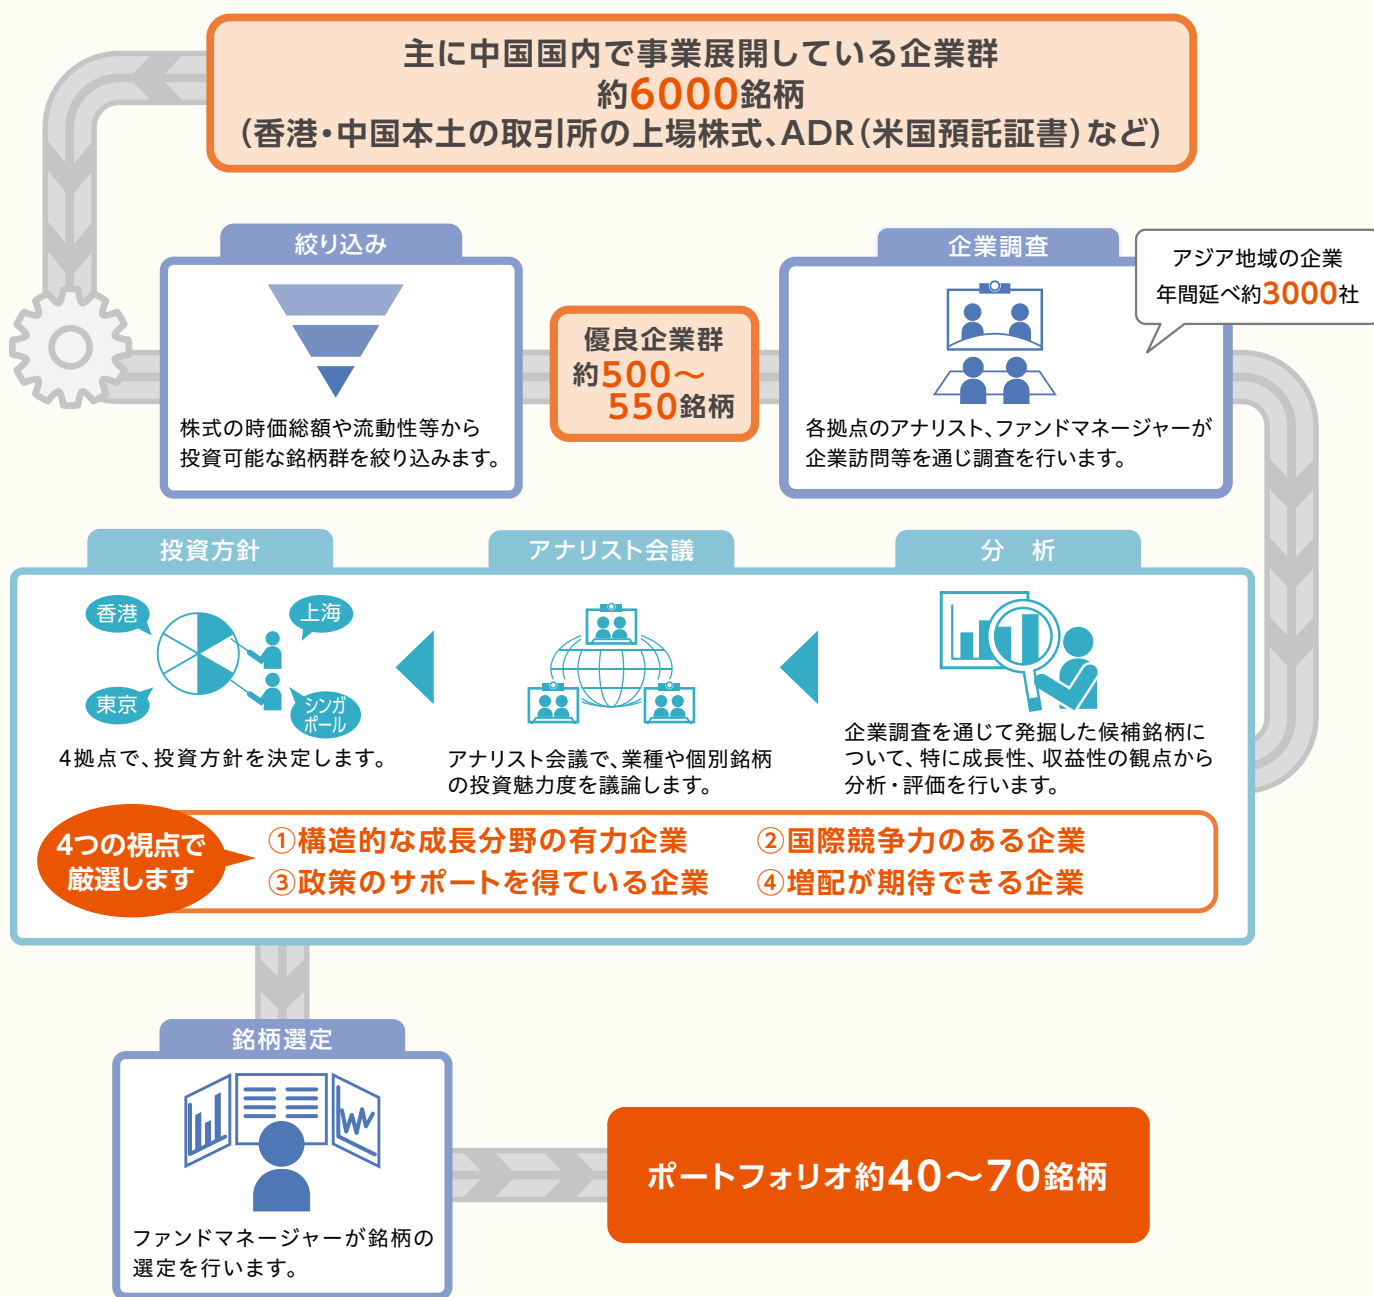 主に中国国内で事業展開している企業群
約6000銘柄
(香港・中国本土の取引所の上場株式、ADR(米国預託証書)など)
絞り込み
株式の時価総額や流動性等から
投資可能な銘柄群を絞り込みます。
優良企業群
約500～
550銘柄
企業調査
アジア地域の企業
年間延べ約3000社
各拠点のアナリスト、ファンドマネージャーが
企業訪問等を通じ調査を行います。
分 析
企業調査を通じて発掘した候補銘柄に
ついて、特に成長性、収益性の観点から
分析・評価を行います。
アナリスト会議
アナリスト会議で、業種や個別銘柄
の投資魅力度を議論します。
投資方針
香港
上海
東京
シンガ
ポール
4拠点で、投資方針を決定します。
4つの視点で
厳選します
①構造的な成長分野の有力企業
②国際競争力のある企業
③政策のサポートを得ている企業
④増配が期待できる企業
銘柄選定
ファンドマネージャーが銘柄の
選定を行います。
ポートフォリオ約40～70銘柄